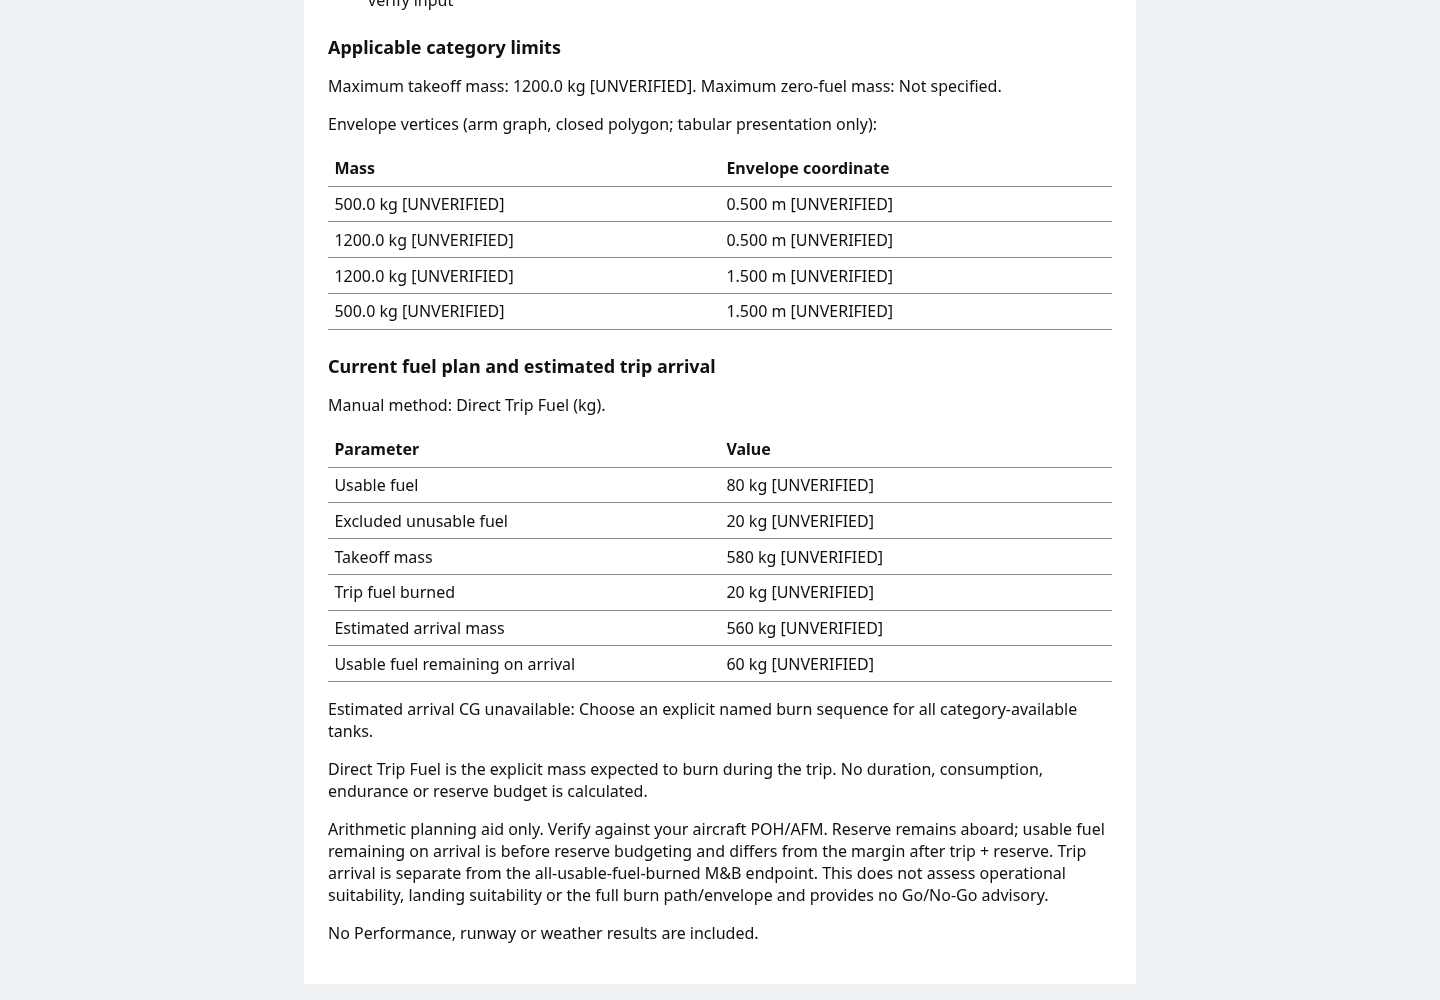 verify input
Applicable category limits
Maximum takeoff mass: 1200.0 kg [UNVERIFIED]. Maximum zero-fuel mass: Not specified.
Envelope vertices (arm graph, closed polygon; tabular presentation only):
Mass Envelope coordinate
500.0 kg [UNVERIFIED] 0.500 m [UNVERIFIED]
1200.0 kg [UNVERIFIED] 0.500 m [UNVERIFIED]
1200.0 kg [UNVERIFIED] 1.500 m [UNVERIFIED]
500.0 kg [UNVERIFIED] 1.500 m [UNVERIFIED]
Current fuel plan and estimated trip arrival
Manual method: Direct Trip Fuel (kg).
Parameter Value
Usable fuel 80 kg [UNVERIFIED]
Excluded unusable fuel 20 kg [UNVERIFIED]
Takeoff mass 580 kg [UNVERIFIED]
Trip fuel burned 20 kg [UNVERIFIED]
Estimated arrival mass 560 kg [UNVERIFIED]
Usable fuel remaining on arrival 60 kg [UNVERIFIED]
Estimated arrival CG unavailable: Choose an explicit named burn sequence for all category-available
tanks.
Direct Trip Fuel is the explicit mass expected to burn during the trip. No duration, consumption,
endurance or reserve budget is calculated.
Arithmetic planning aid only. Verify against your aircraft POH/AFM. Reserve remains aboard; usable fuel
remaining on arrival is before reserve budgeting and differs from the margin after trip + reserve. Trip
arrival is separate from the all-usable-fuel-burned M&B endpoint. This does not assess operational
suitability, landing suitability or the full burn path/envelope and provides no Go/No-Go advisory.
No Performance, runway or weather results are included.